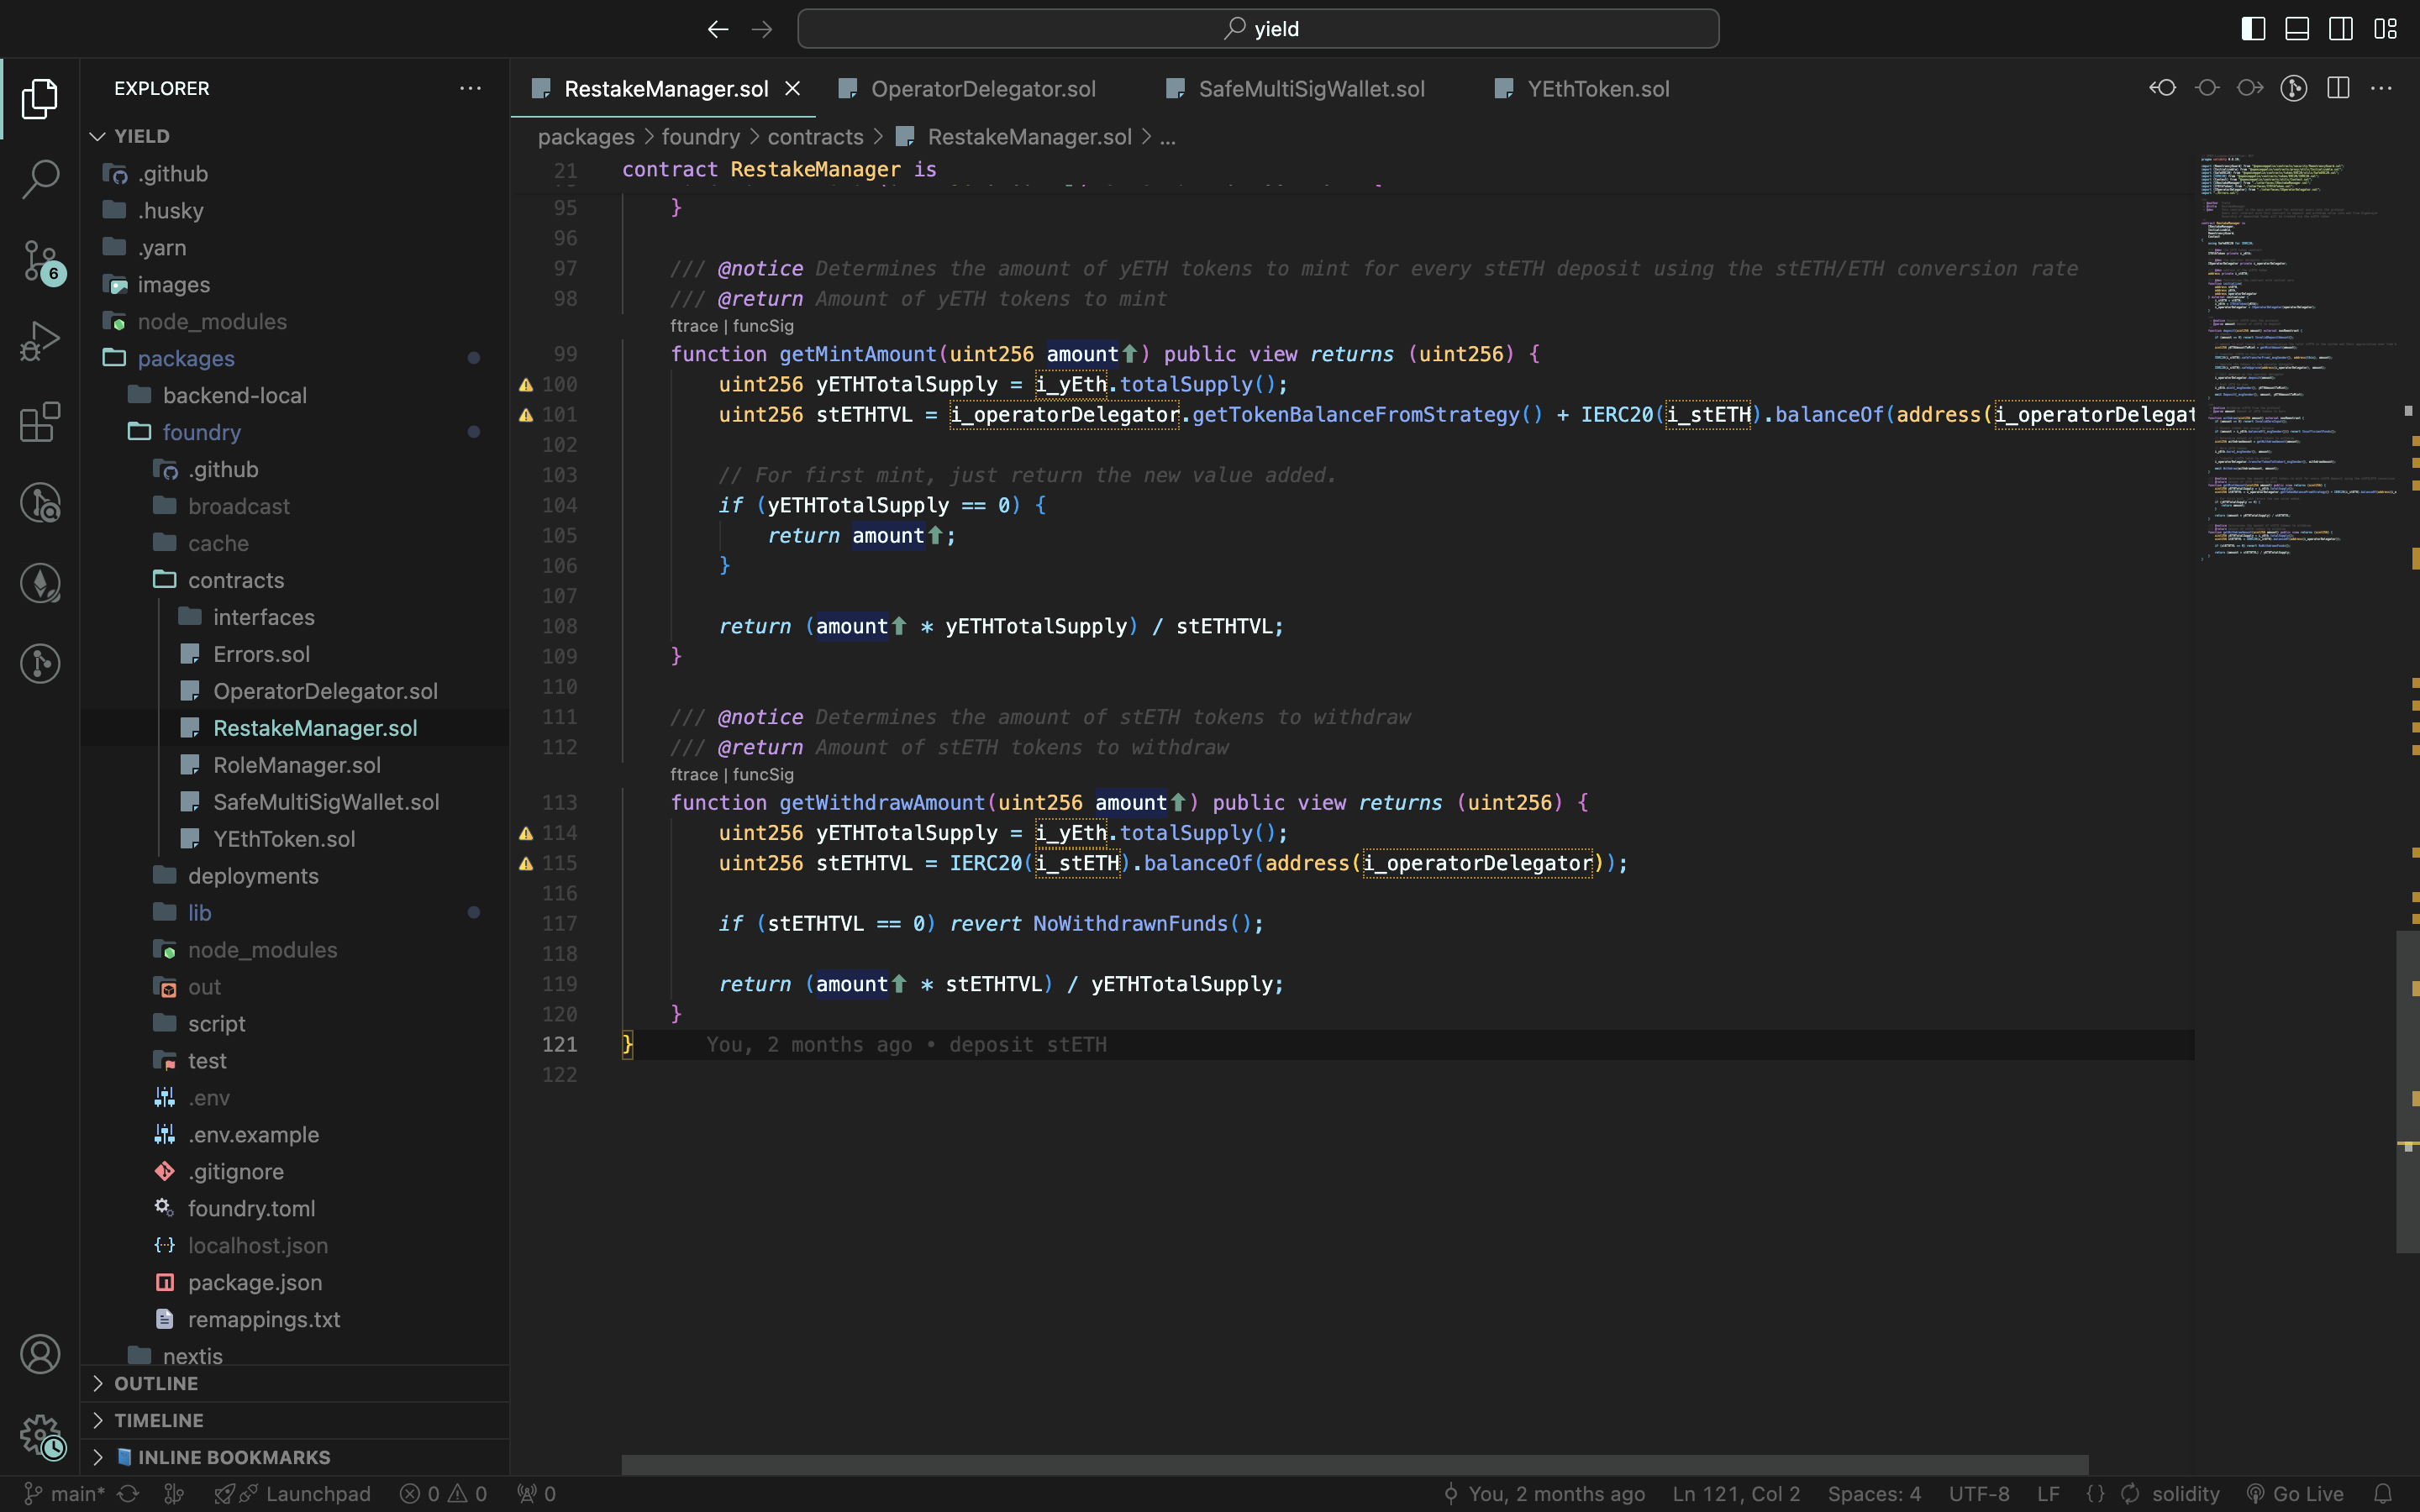 yield
EXPLORER
YIELD
.github
.husky
.yarn
images
node_modules
packages
backend-local
foundry
.github
broadcast
cache
contracts
interfaces
Errors.sol
OperatorDelegator.sol
RestakeManager.sol
RoleManager.sol
SafeMultiSigWallet.sol
YEthToken.sol
deployments
lib
node_modules
out
script
test
.env
.env.example
.gitignore
foundry.toml
localhost.json
package.json
remappings.txt
nextjs
OUTLINE
TIMELINE
INLINE BOOKMARKS
6
RestakeManager.sol OperatorDelegator.sol SafeMultiSigWallet.sol YEthToken.sol
packages > foundry > contracts > RestakeManager.sol > ...
21 contract RestakeManager is
95 }
96
97 /// @notice Determines the amount of yETH tokens to mint for every stETH deposit using the stETH/ETH conversion rate
98 /// @return Amount of yETH tokens to mint
ftrace | funcSig
99 function getMintAmount(uint256 amount⬆) public view returns (uint256) {
100 uint256 yETHTotalSupply = i_yEth.totalSupply();
101 uint256 stETHTVL = i_operatorDelegator.getTokenBalanceFromStrategy() + IERC20(i_stETH).balanceOf(address(i_operatorDelegat
102
103 // For first mint, just return the new value added.
104 if (yETHTotalSupply == 0) {
105 return amount⬆;
106 }
107
108 return (amount⬆ * yETHTotalSupply) / stETHTVL;
109 }
110
111 /// @notice Determines the amount of stETH tokens to withdraw
112 /// @return Amount of stETH tokens to withdraw
ftrace | funcSig
113 function getWithdrawAmount(uint256 amount⬆) public view returns (uint256) {
114 uint256 yETHTotalSupply = i_yEth.totalSupply();
115 uint256 stETHTVL = IERC20(i_stETH).balanceOf(address(i_operatorDelegator));
116
117 if (stETHTVL == 0) revert NoWithdrawnFunds();
118
119 return (amount⬆ * stETHTVL) / yETHTotalSupply;
120 }
121 } You, 2 months ago • deposit stETH
122
main* Launchpad 0 0 0 You, 2 months ago Ln 121, Col 2 Spaces: 4 UTF-8 LF {} solidity Go Live